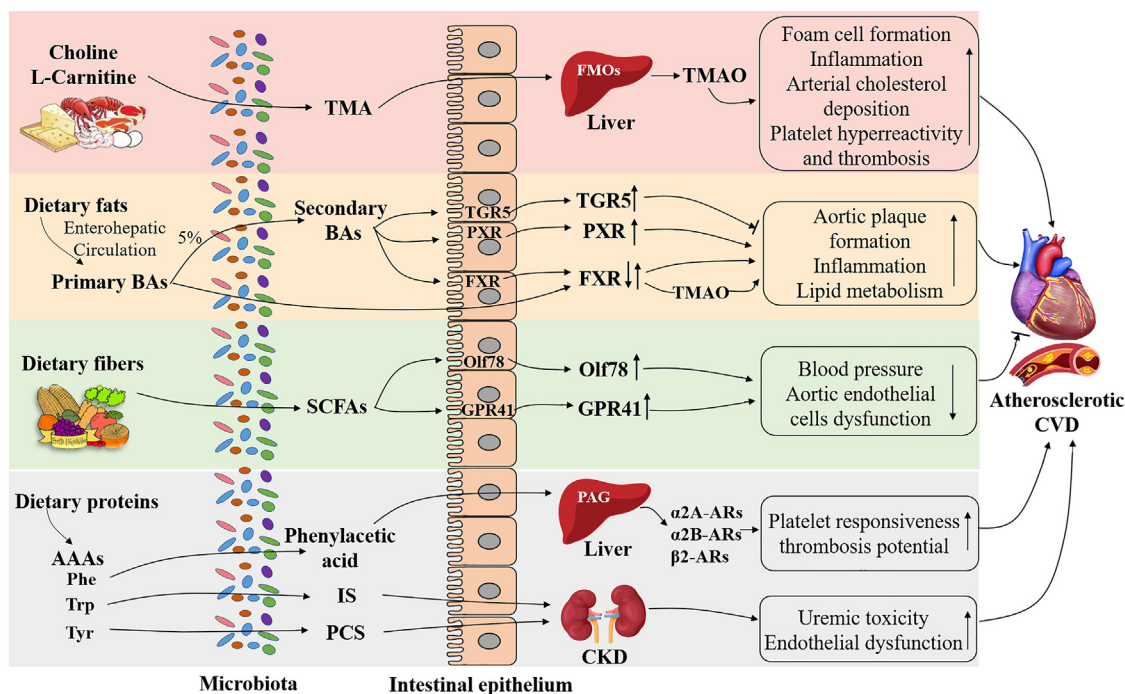 Choline
L-Carnitine
TMA
FMOs
Liver
TMAO
Foam cell formation
Inflammation
Arterial cholesterol
deposition
Platelet hyperreactivity
and thrombosis
Dietary fats
Enterohepatic
Circulation
Primary BAs
5%
Secondary
BAs
TGR5
PXR
FXR
TGR5
PXR
FXR
TMAO
Aortic plaque
formation
Inflammation
Lipid metabolism
Dietary fibers
SCFAs
Olf78
GPR41
Olf78
GPR41
Blood pressure
Aortic endothelial
cells dysfunction
Atherosclerotic
CVD
Dietary proteins
AAAs
Phe
Trp
Tyr
Phenylacetic
acid
IS
PCS
PAG
Liver
α2A-ARs
α2B-ARs
β2-ARs
CKD
Platelet responsiveness
thrombosis potential
Uremic toxicity
Endothelial dysfunction
Microbiota
Intestinal epithelium